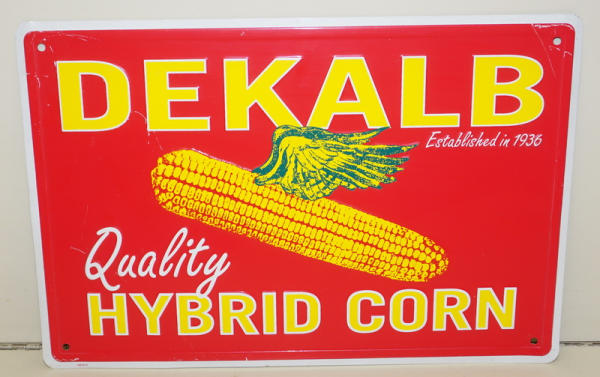 DEKALB
Established in 1936
Quality
HYBRID CORN